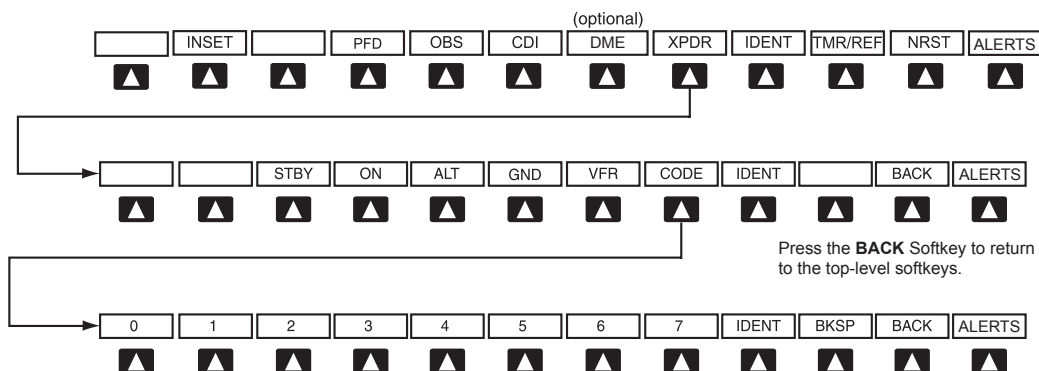 (optional)
INSET PFD OBS CDI DME XPDR IDENT TMR/REF NRST ALERTS
STBY ON ALT GND VFR CODE IDENT BACK ALERTS
Press the BACK Softkey to return
to the top-level softkeys.
0 1 2 3 4 5 6 7 IDENT BKSP BACK ALERTS